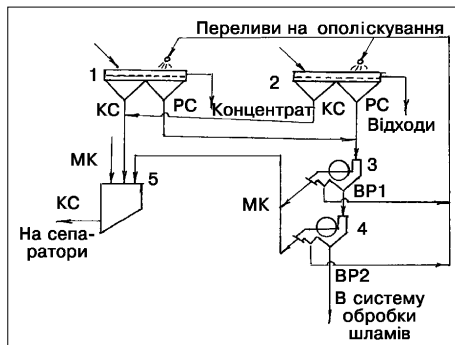 Переливи на ополіскування
1
2
КС
РС
Концентрат
КС
РС
Відходи
МК
5
3
КС
МК
ВР1
На сепа-
ратори
4
ВР2
В систему
обробки
шламів